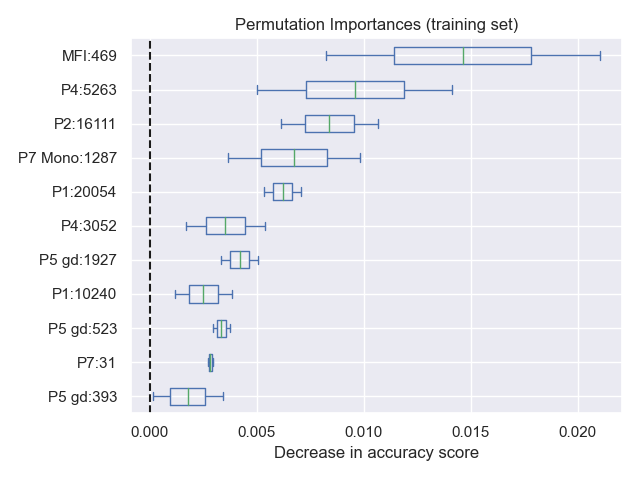 Permutation Importances (training set)
MFI:469
P4:5263
P2:16111
P7 Mono:1287
P1:20054
P4:3052
P5 gd:1927
P1:10240
P5 gd:523
P7:31
P5 gd:393
0.000 0.005 0.010 0.015 0.020
Decrease in accuracy score